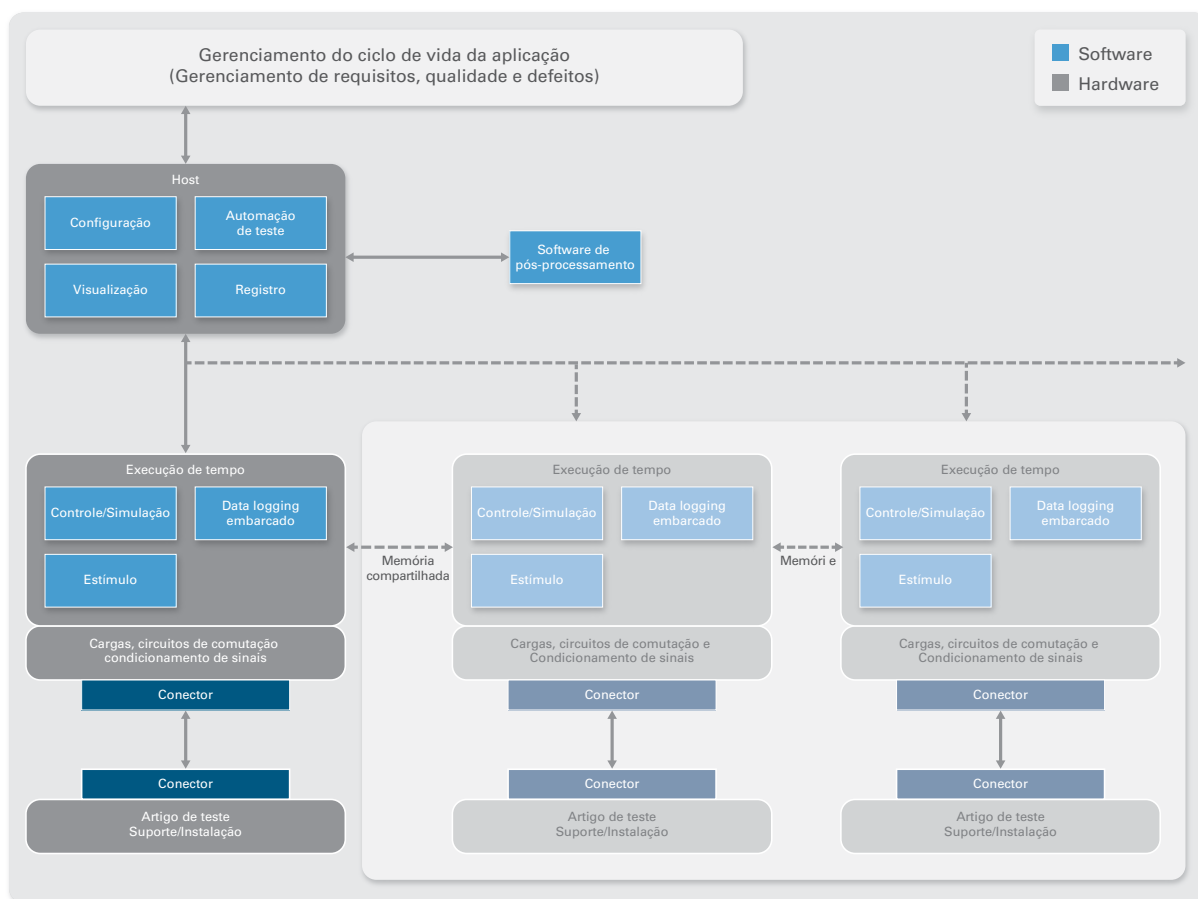 Gerenciamento do ciclo de vida da aplicação
(Gerenciamento de requisitos, qualidade e defeitos)
Software
Hardware
Host
Configuração
Automação
de teste
Visualização
Registro
Software de
pós-processamento
Execução de tempo
Controle/Simulação
Data logging
embarcado
Estímulo
Cargas, circuitos de comutação
condicionamento de sinais
Conector
Conector
Artigo de teste
Suporte/Instalação
Memória
compartilhada
Execução de tempo
Controle/Simulação
Data logging
embarcado
Estímulo
Cargas, circuitos de comutação e
Condicionamento de sinais
Conector
Conector
Artigo de teste
Suporte/Instalação
Memóri e
Execução de tempo
Controle/Simulação
Data logging
embarcado
Estímulo
Cargas, circuitos de comutação e
Condicionamento de sinais
Conector
Conector
Artigo de teste
Suporte/Instalação